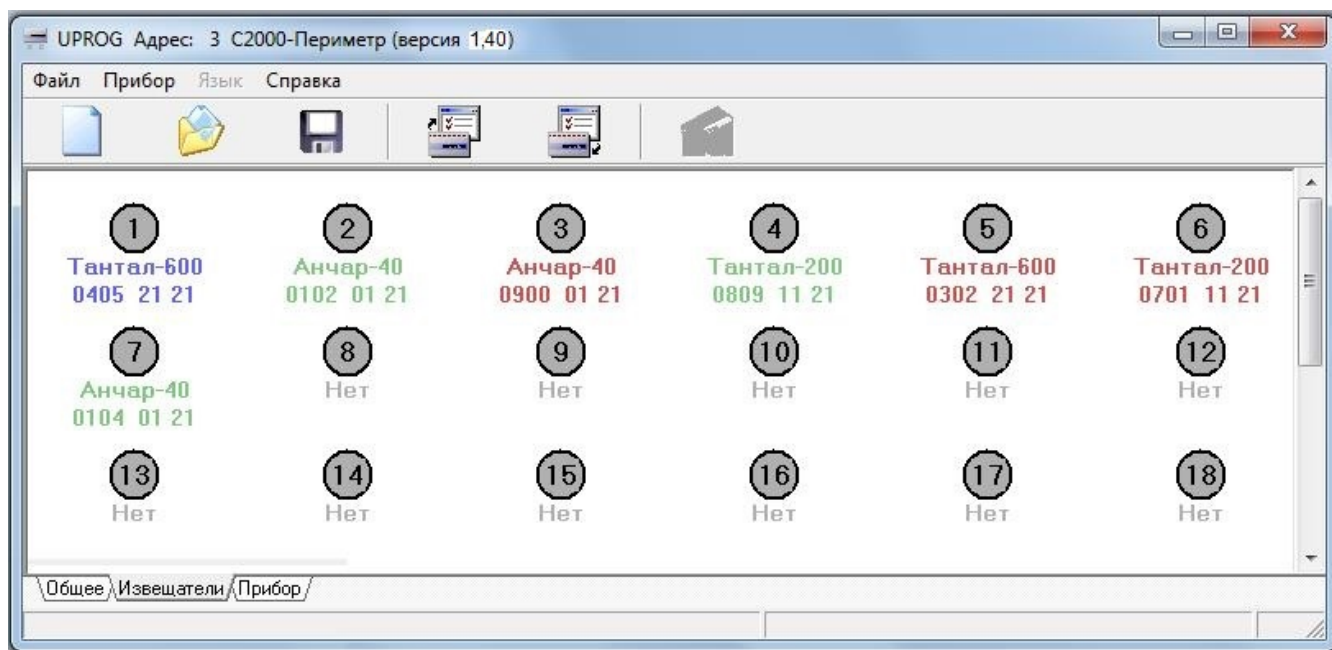 UPROG Адрес: 3 С2000-Периметр (версия 1,40)
Файл Прибор Язык Справка
1 2 3 4 5 6
Тантал-600 Анчар-40 Анчар-40 Тантал-200 Тантал-600 Тантал-200
0405 21 21 0102 01 21 0900 01 21 0809 11 21 0302 21 21 0701 11 21
7 8 9 10 11 12
Анчар-40 Нет Нет Нет Нет Нет
0104 01 21
13 14 15 16 17 18
Нет Нет Нет Нет Нет Нет
Общее Извещатели Прибор